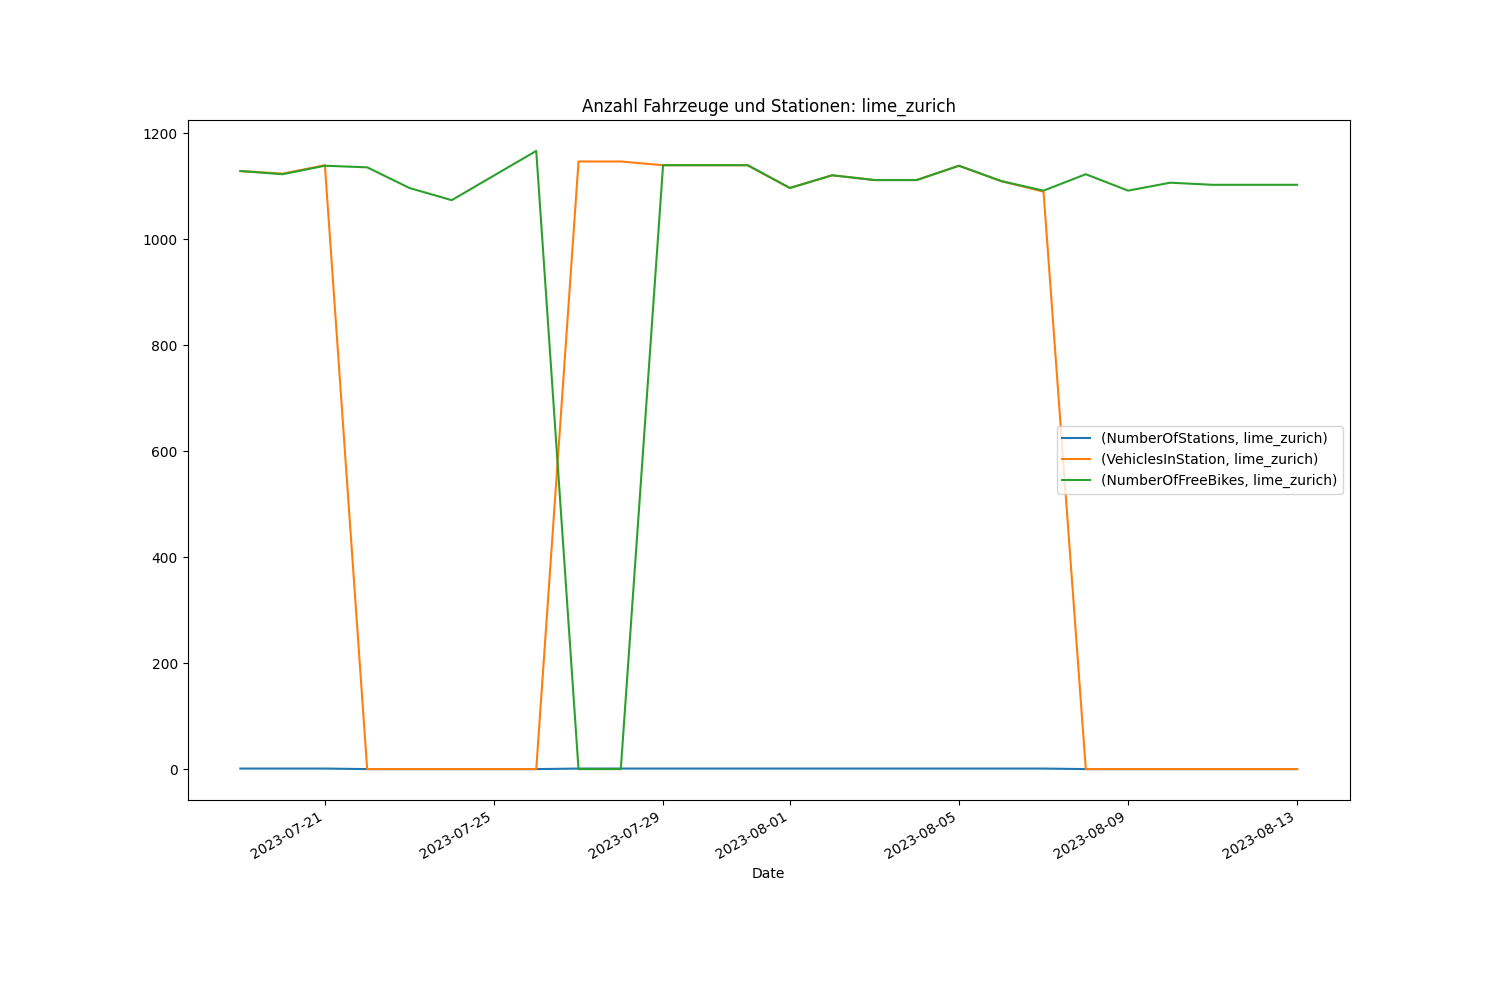 Anzahl Fahrzeuge und Stationen: lime_zurich
1200
1000
800
600
400
200
0
(NumberOfStations, lime_zurich)
(VehiclesInStation, lime_zurich)
(NumberOfFreeBikes, lime_zurich)
2023-07-21
2023-07-25
2023-07-29
2023-08-01
2023-08-05
2023-08-09
2023-08-13
Date